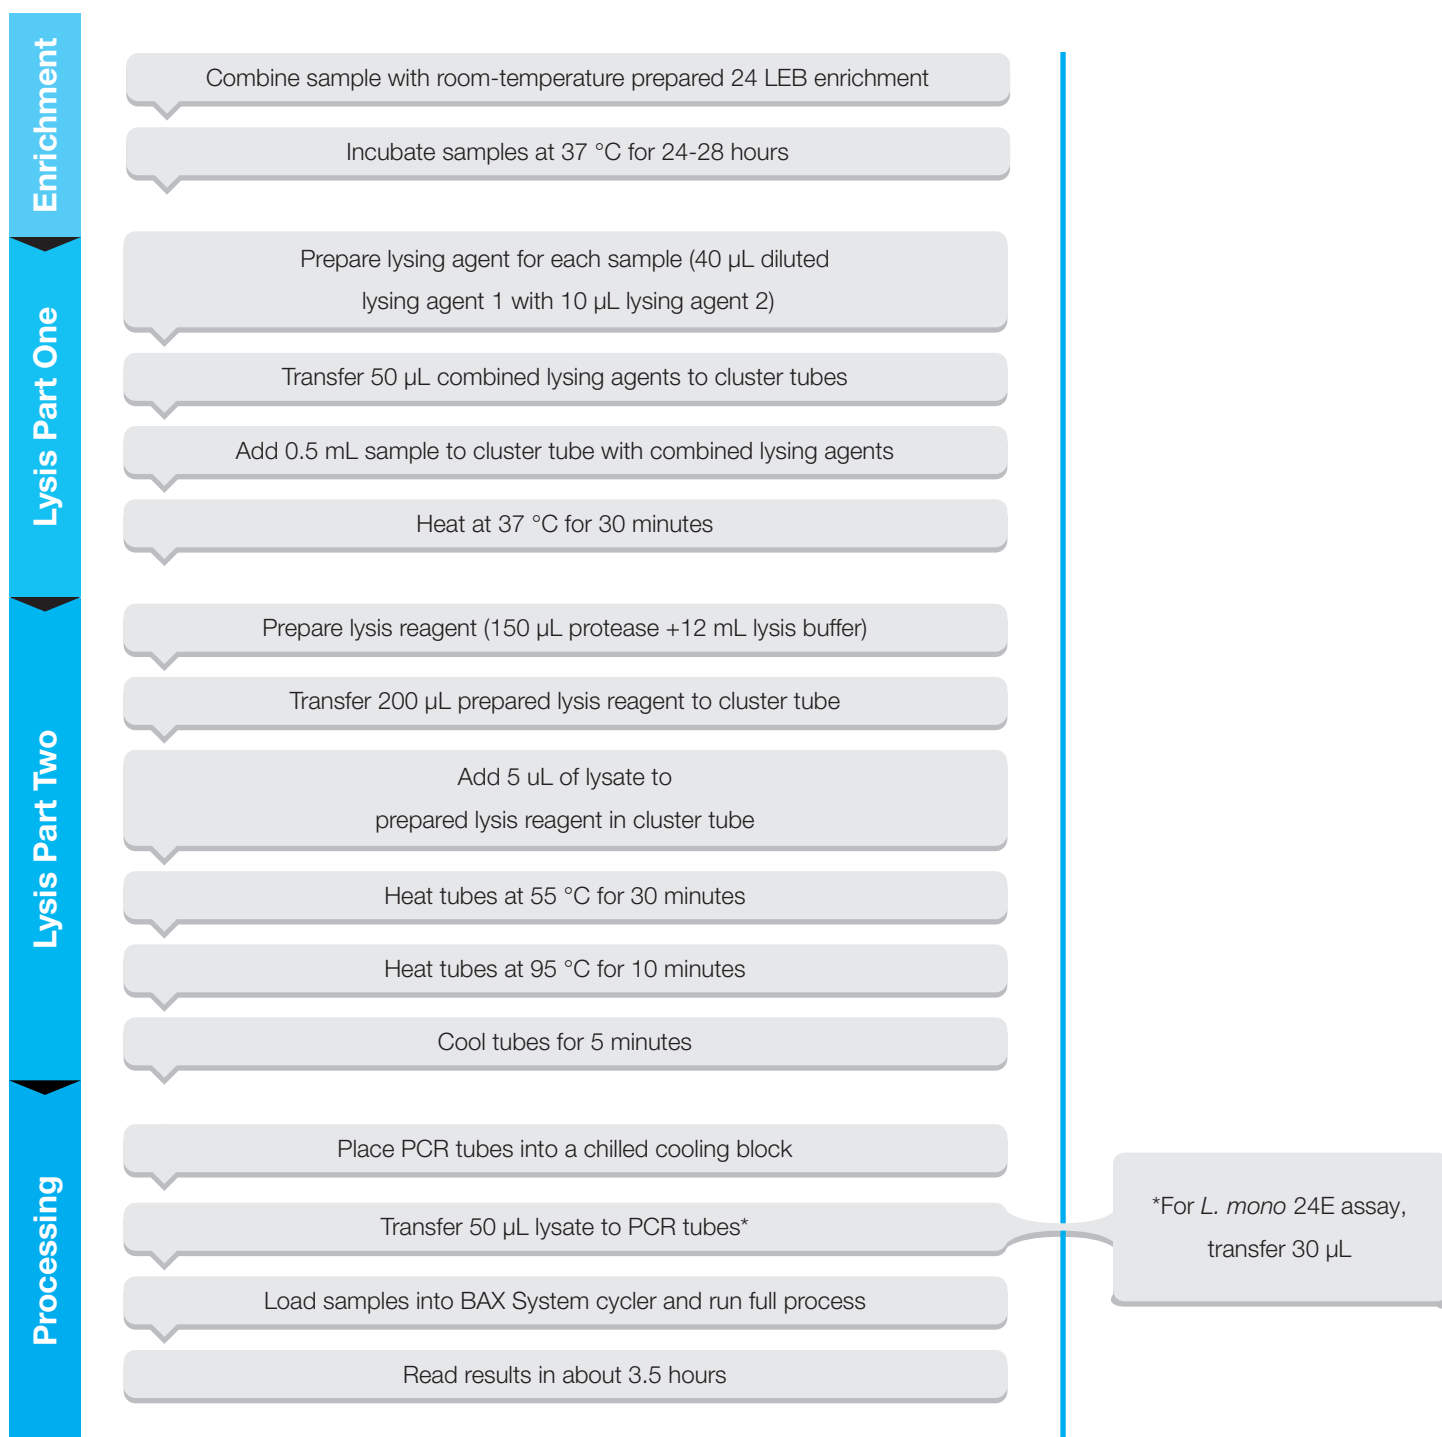 Enrichment
Combine sample with room-temperature prepared 24 LEB enrichment
Incubate samples at 37 °C for 24-28 hours
Lysis Part One
Prepare lysing agent for each sample (40 µL diluted
lysing agent 1 with 10 µL lysing agent 2)
Transfer 50 µL combined lysing agents to cluster tubes
Add 0.5 mL sample to cluster tube with combined lysing agents
Heat at 37 °C for 30 minutes
Lysis Part Two
Prepare lysis reagent (150 µL protease +12 mL lysis buffer)
Transfer 200 µL prepared lysis reagent to cluster tube
Add 5 uL of lysate to
prepared lysis reagent in cluster tube
Heat tubes at 55 °C for 30 minutes
Heat tubes at 95 °C for 10 minutes
Cool tubes for 5 minutes
Processing
Place PCR tubes into a chilled cooling block
Transfer 50 µL lysate to PCR tubes*
*For L. mono 24E assay,
transfer 30 µL
Load samples into BAX System cycler and run full process
Read results in about 3.5 hours